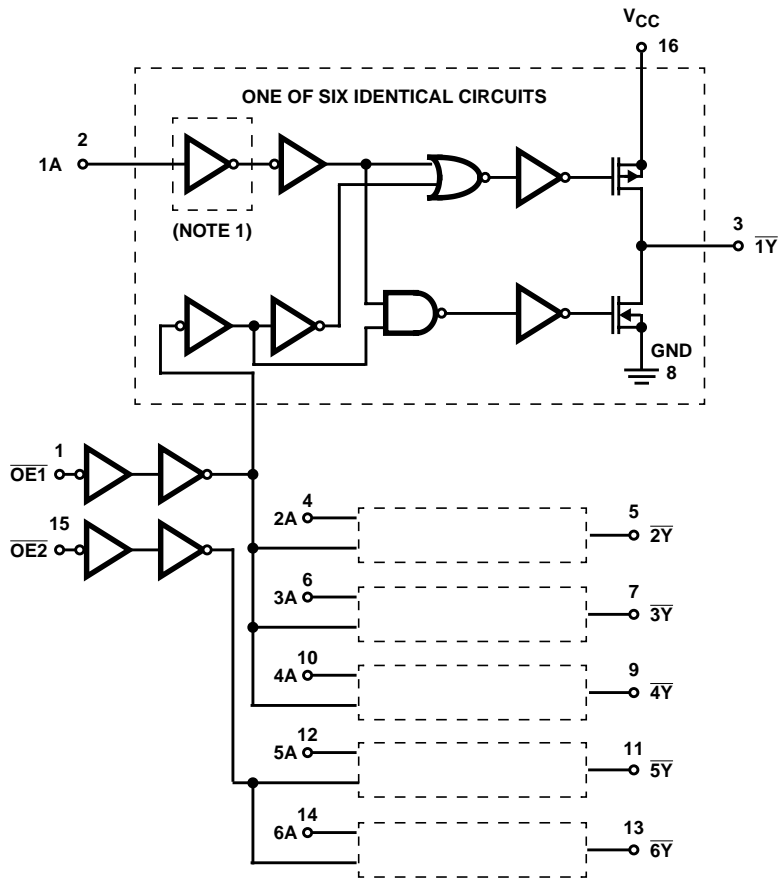 VCC
16
ONE OF SIX IDENTICAL CIRCUITS
2
1A
(NOTE 1)
3
1Y
GND
8
1
OE1
15
OE2
4
2A
5
2Y
6
3A
7
3Y
10
4A
9
4Y
12
5A
11
5Y
14
6A
13
6Y